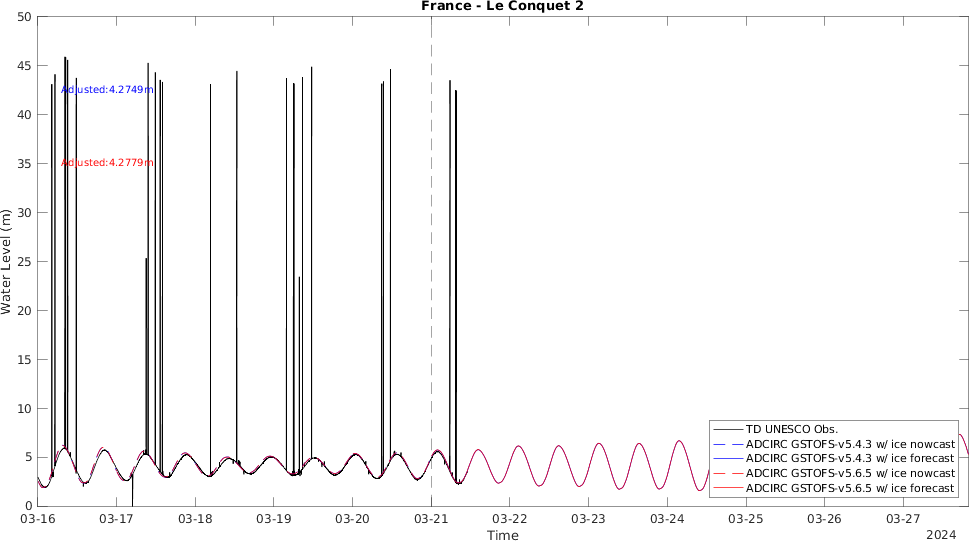 France - Le Conquet 2
50
45
40
35
30
25
20
15
10
5
0
Water Level (m)
Adjusted:4.2749m
Adjusted:4.2779m
TD UNESCO Obs.
ADCIRC GSTOFS-v5.4.3 w/ ice nowcast
ADCIRC GSTOFS-v5.4.3 w/ ice forecast
ADCIRC GSTOFS-v5.6.5 w/ ice nowcast
ADCIRC GSTOFS-v5.6.5 w/ ice forecast
03-16 03-17 03-18 03-19 03-20 03-21 03-22 03-23 03-24 03-25 03-26 03-27
Time
2024